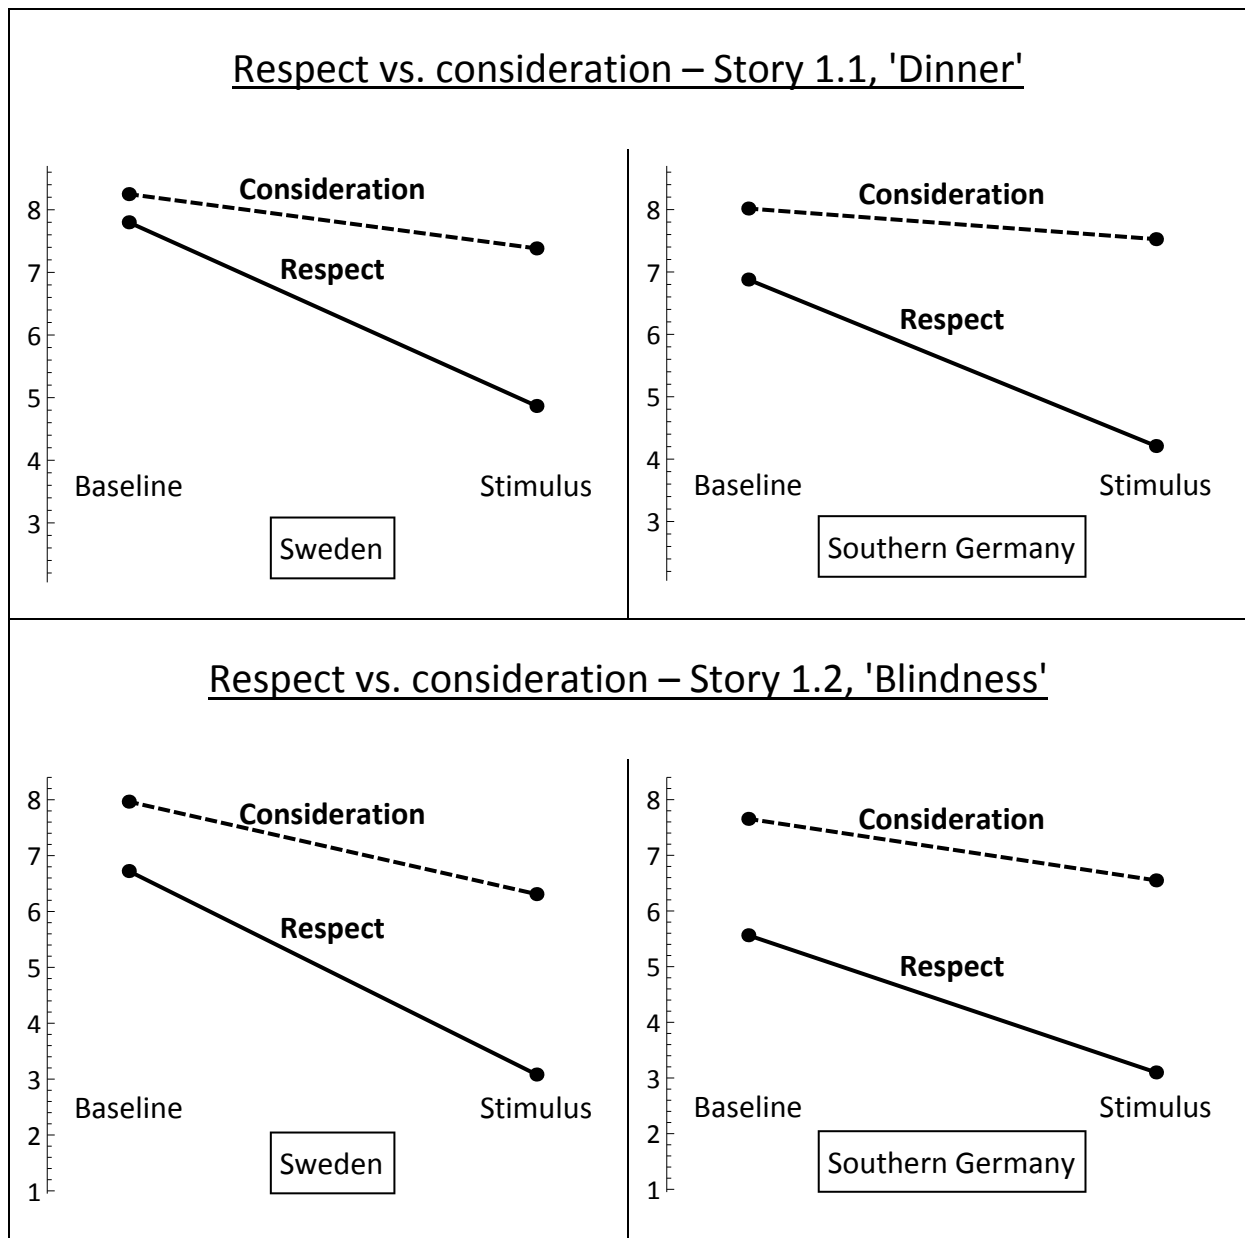 Respect vs. consideration – Story 1.1, 'Dinner'
8
7
6
5
4
3
Consideration
Respect
Baseline
Stimulus
Sweden
8
7
6
5
4
3
Consideration
Respect
Baseline
Stimulus
Southern Germany
Respect vs. consideration – Story 1.2, 'Blindness'
8
7
6
5
4
3
2
1
Consideration
Respect
Baseline
Stimulus
Sweden
8
7
6
5
4
3
2
1
Consideration
Respect
Baseline
Stimulus
Southern Germany